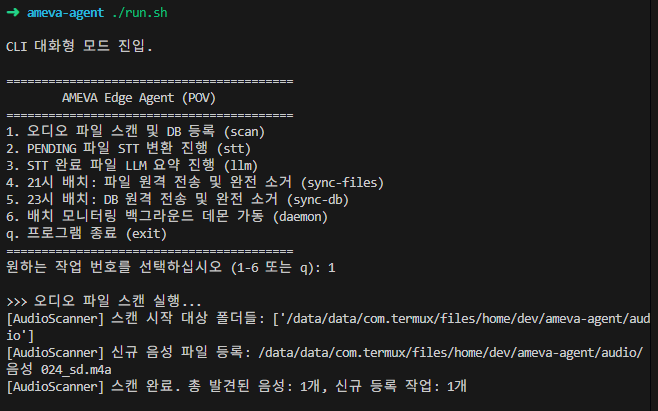 ➜ ameva-agent ./run.sh
CLI 대화형 모드 진입.
=========================================
AMEVA Edge Agent (POV)
=========================================
1. 오디오 파일 스캔 및 DB 등록 (scan)
2. PENDING 파일 STT 변환 진행 (stt)
3. STT 완료 파일 LLM 요약 진행 (llm)
4. 21시 배치: 파일 원격 전송 및 완전 소거 (sync-files)
5. 23시 배치: DB 원격 전송 및 완전 소거 (sync-db)
6. 배치 모니터링 백그라운드 데몬 가동 (daemon)
q. 프로그램 종료 (exit)
=========================================
원하는 작업 번호를 선택하십시오 (1-6 또는 q): 1
>>> 오디오 파일 스캔 실행...
[AudioScanner] 스캔 시작 대상 폴더들: ['/data/data/com.termux/files/home/dev/ameva-agent/aud
io']
[AudioScanner] 신규 음성 파일 등록: /data/data/com.termux/files/home/dev/ameva-agent/audio/
음성 024_sd.m4a
[AudioScanner] 스캔 완료. 총 발견된 음성: 1개, 신규 등록 작업: 1개